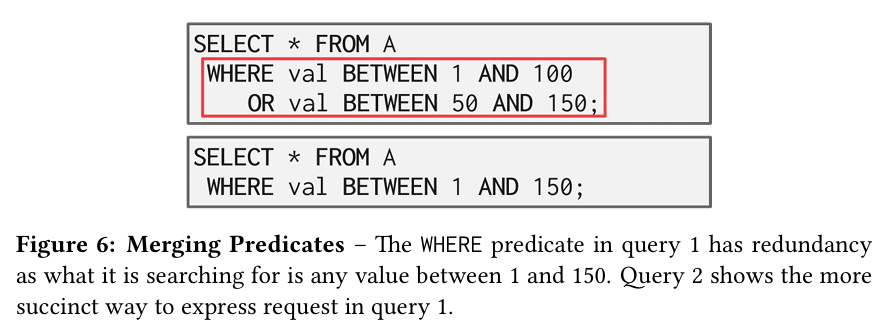 SELECT * FROM A
WHERE val BETWEEN 1 AND 100
OR val BETWEEN 50 AND 150;
SELECT * FROM A
WHERE val BETWEEN 1 AND 150;
Figure 6: Merging Predicates – The WHERE predicate in query 1 has redundancy
as what it is searching for is any value between 1 and 150. Query 2 shows the more
succinct way to express request in query 1.